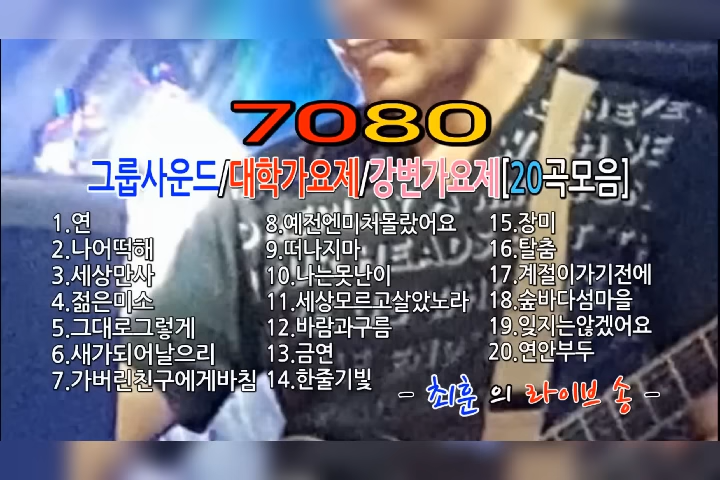 7080
그룹사운드/대학가요제/강변가요제[20곡모음]
1.연
2.나어떡해
3.세상만사
4.젊은미소
5.그대로그렇게
6.새가되어날으리
7.가버린친구에게바침
8.예전엔미처몰랐어요
9.떠나지마
10.나는못난이
11.세상모르고살았노라
12.바람과구름
13.금연
14.한줄기빛
15.장미
16.탈춤
17.계절이가기전에
18.숲바다섬마을
19.잊지는않겠어요
20.연안부두
- 최훈 의 라이브 송 -